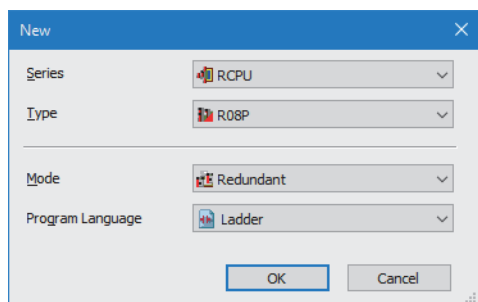 New
Series RCPU
Type R08P
Mode Redundant
Program Language Ladder
OK Cancel